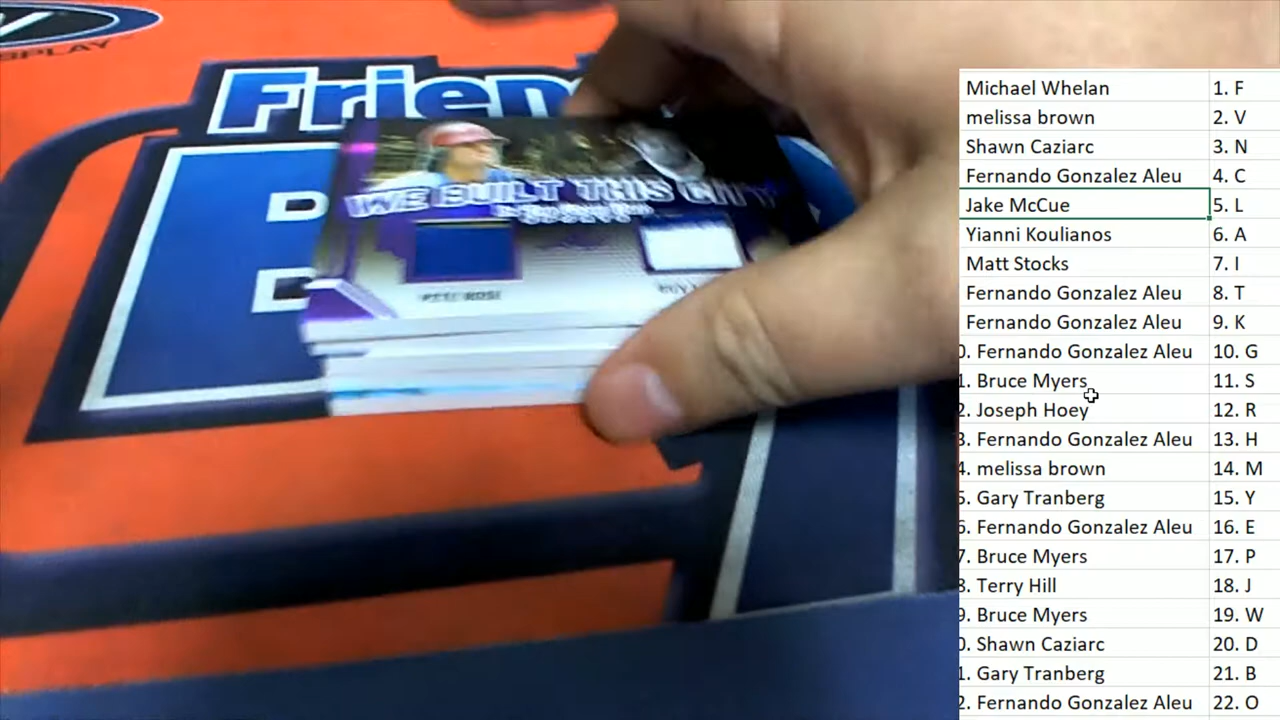 SPLAY
Frien
D
D
WE BUILT THIS CITY
PETE ROSE
Michael Whelan 1. F
melissa brown 2. V
Shawn Caziarc 3. N
Fernando Gonzalez Aleu 4. C
Jake McCue 5. L
Yianni Koulianos 6. A
Matt Stocks 7. I
Fernando Gonzalez Aleu 8. T
Fernando Gonzalez Aleu 9. K
0. Fernando Gonzalez Aleu 10. G
1. Bruce Myers 11. S
2. Joseph Hoey 12. R
3. Fernando Gonzalez Aleu 13. H
4. melissa brown 14. M
5. Gary Tranberg 15. Y
6. Fernando Gonzalez Aleu 16. E
7. Bruce Myers 17. P
8. Terry Hill 18. J
9. Bruce Myers 19. W
0. Shawn Caziarc 20. D
1. Gary Tranberg 21. B
2. Fernando Gonzalez Aleu 22. O